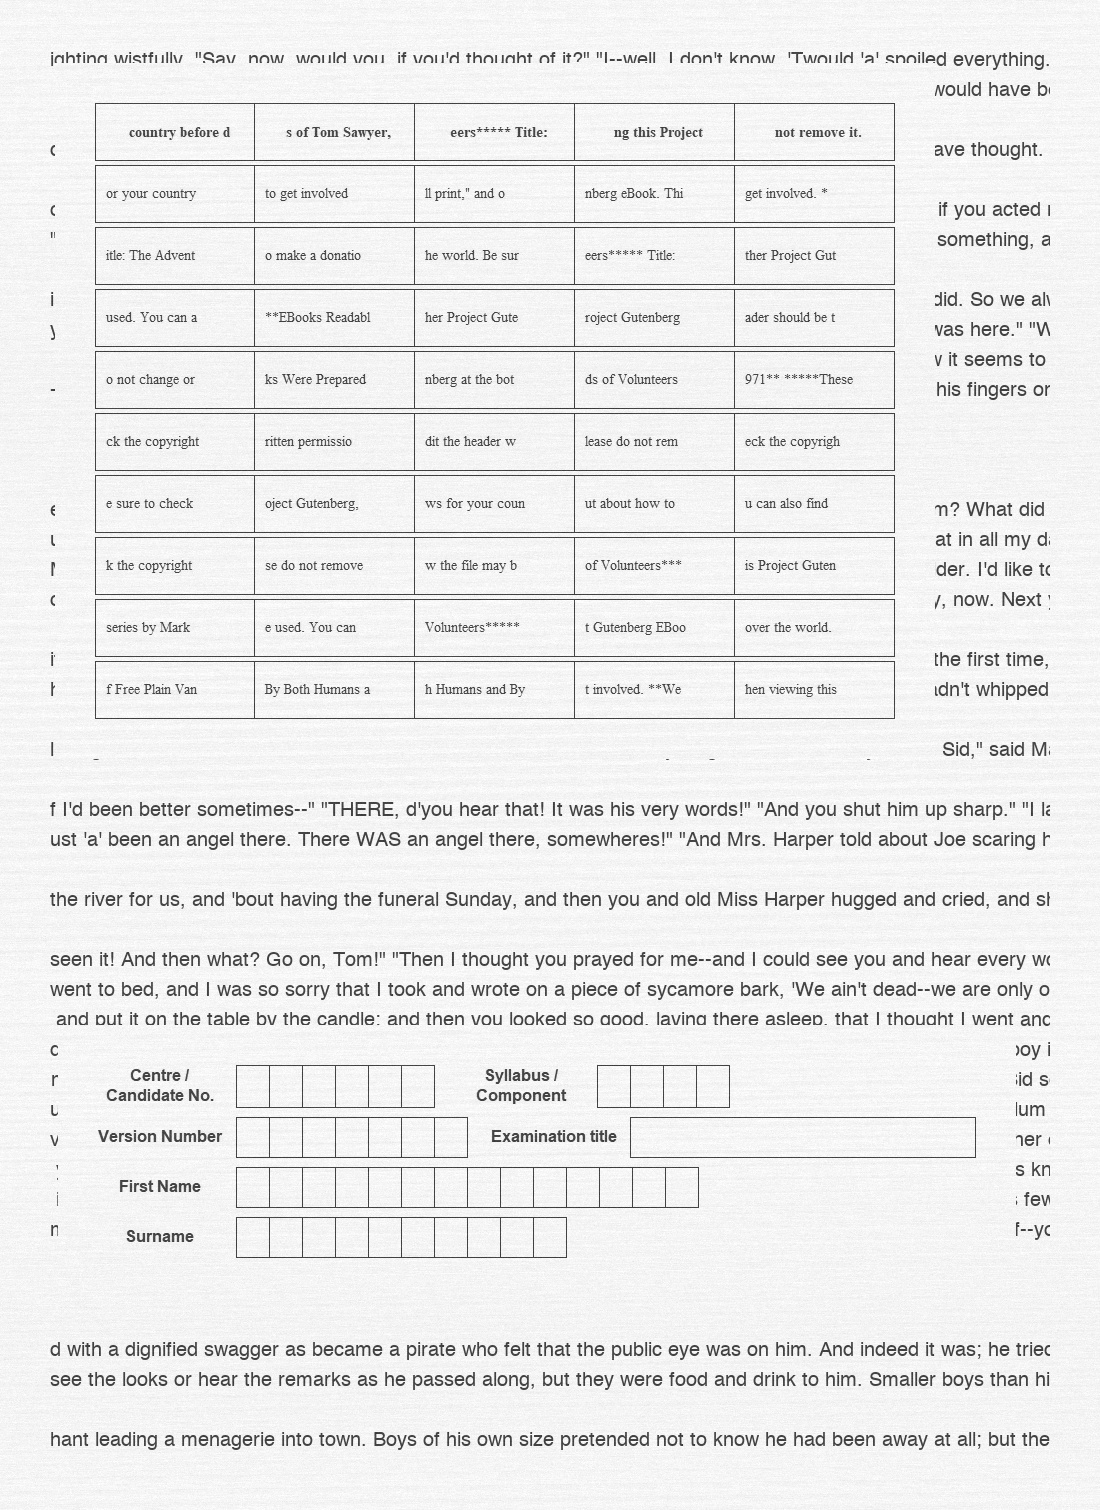 ighting wistfully. "Say, now, would you, if you'd thought of it?" "I--well, I don't know. 'Twould 'a' spoiled everything.
would have
country before d s of Tom Sawyer, eers***** Title: ng this Project not remove it.
ave thought.
or your country to get involved ll print," and o nberg eBook. Thi get involved. *
if you acted
" something, a
itle: The Advent o make a donatio he world. Be sur eers***** Title: ther Project Gut
i did. So we
used. You can a **EBooks Readabl her Project Gute roject Gutenberg ader should be t
y was here." "W
it seems to
o not change or ks Were Prepared nberg at the bot ds of Volunteers 971** *****These
- his fingers or
ck the copyright ritten permissio dit the header w lease do not rem eck the copyrigh
e sure to check oject Gutenberg, ws for your coun ut about how to u can also find
m? What did
at in all my
k the copyright se do not remove w the file may b of Volunteers*** is Project Guten
der. I'd like
y, now. Next
series by Mark e used. You can Volunteers***** t Gutenberg EBoo over the world.
the first time,
f Free Plain Van By Both Humans a h Humans and By t involved. **We hen viewing this
adn't whipped
Sid," said
f I'd been better sometimes--" "THERE, d'you hear that! It was his very words!" "And you shut him up sharp." "I la
ust 'a' been an angel there. There WAS an angel there, somewheres!" "And Mrs. Harper told about Joe scaring h
the river for us, and 'bout having the funeral Sunday, and then you and old Miss Harper hugged and cried, and sh
seen it! And then what? Go on, Tom!" "Then I thought you prayed for me--and I could see you and hear every wo
went to bed, and I was so sorry that I took and wrote on a piece of sycamore bark, 'We ain't dead--we are only o
and put it on the table by the candle; and then you looked so good, laying there asleep, that I thought I went and
boy i
Centre / Syllabus /
Candidate No. Component
Sid s
lum
Version Number Examination title
her
s kn
First Name
few
Surname
f--yo
d with a dignified swagger as became a pirate who felt that the public eye was on him. And indeed it was; he tried
see the looks or hear the remarks as he passed along, but they were food and drink to him. Smaller boys than hi
hant leading a menagerie into town. Boys of his own size pretended not to know he had been away at all; but the